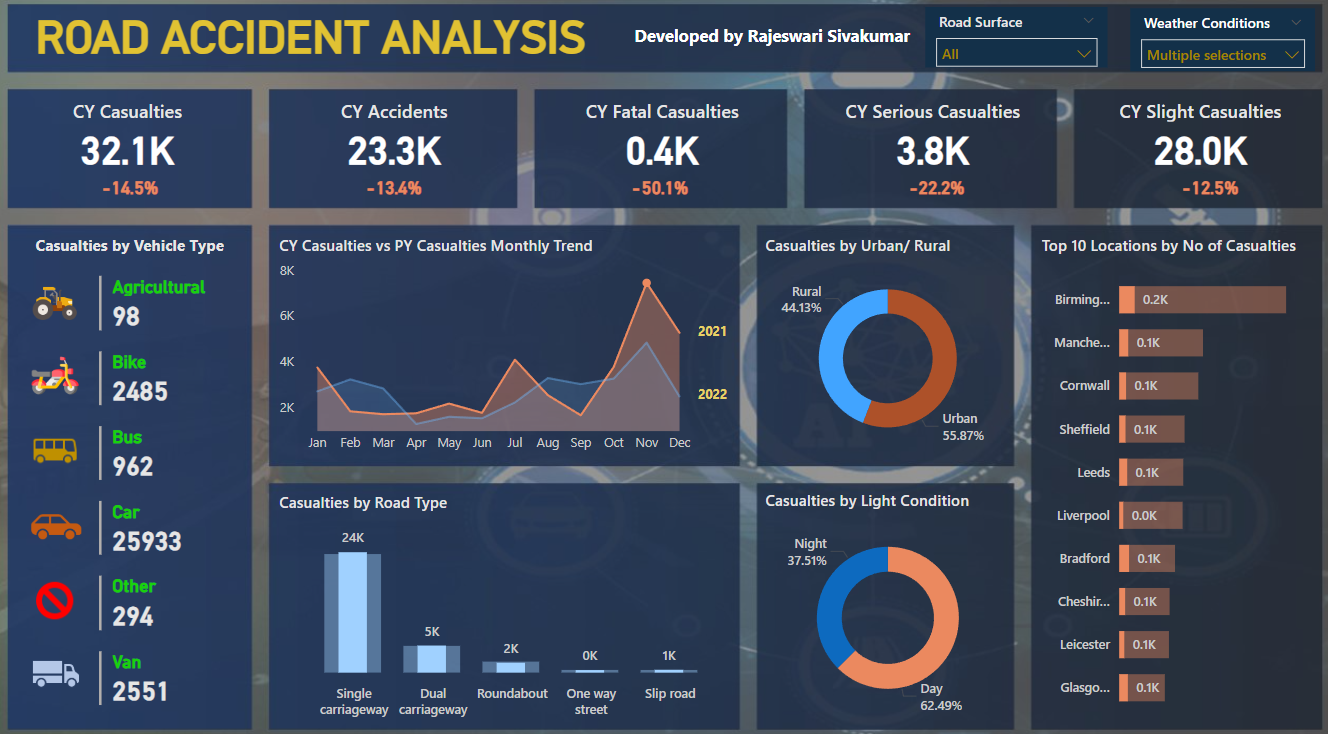 ROAD ACCIDENT ANALYSIS
Developed by Rajeswari Sivakumar
Road Surface
All
Weather Conditions
Multiple selections
CY Casualties
32.1K
-14.5%
CY Accidents
23.3K
-13.4%
CY Fatal Casualties
0.4K
-50.1%
CY Serious Casualties
3.8K
-22.2%
CY Slight Casualties
28.0K
-12.5%
Casualties by Vehicle Type
Agricultural
98
Bike
2485
Bus
962
Car
25933
Other
294
Van
2551
CY Casualties vs PY Casualties Monthly Trend
8K
6K
4K
2K
2021
2022
Jan Feb Mar Apr May Jun Jul Aug Sep Oct Nov Dec
Casualties by Road Type
24K
5K
2K
0K
1K
Single
carriageway
Dual
carriageway
Roundabout
One way
street
Slip road
Casualties by Urban/ Rural
Rural
44.13%
Urban
55.87%
Casualties by Light Condition
Night
37.51%
Day
62.49%
Top 10 Locations by No of Casualties
Birming... 0.2K
Manche... 0.1K
Cornwall 0.1K
Sheffield 0.1K
Leeds 0.1K
Liverpool 0.0K
Bradford 0.1K
Cheshir... 0.1K
Leicester 0.1K
Glasgo... 0.1K